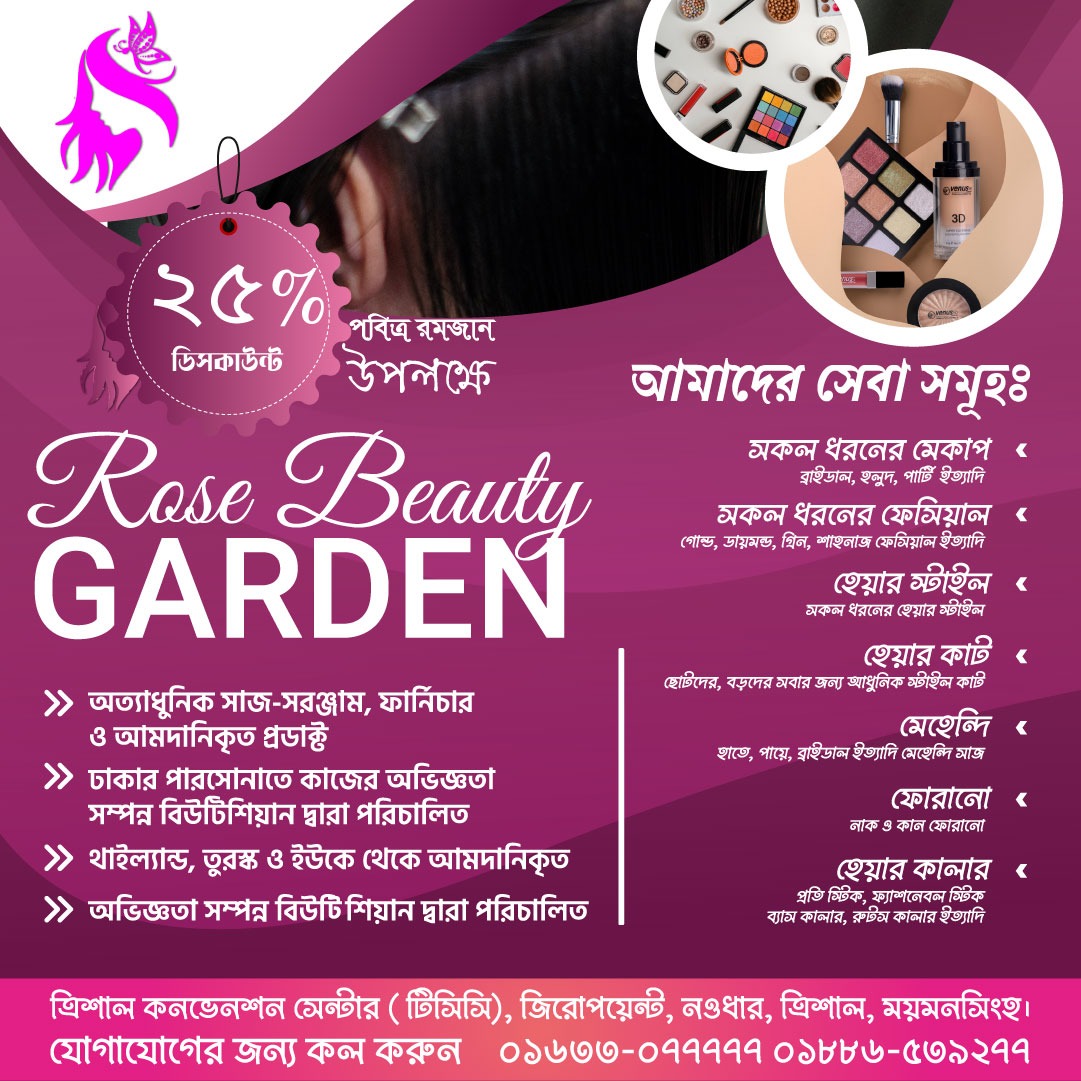 ২৫%
ডিসকাউন্ট
পবিত্র রমজান
উপলক্ষে
Rose Beauty
GARDEN
অত্যাধুনিক সাজ-সরঞ্জাম, ফার্নিচার
ও আমদানিকৃত প্রডাক্ট
ঢাকার পারসোনাতে কাজের অভিজ্ঞতা
সম্পন্ন বিউটিশিয়ান দ্বারা পরিচালিত
থাইল্যান্ড, তুরস্ক ও ইউকে থেকে আমদানিকৃত
অভিজ্ঞতা সম্পন্ন বিউটি শিয়ান দ্বারা পরিচালিত
venus
3D
আমাদের সেবা সমূহঃ
সকল ধরনের মেকাপ
ব্রাইডাল, হলুদ, পার্টি ইত্যাদি
সকল ধরনের ফেসিয়াল
গোল্ড, ডায়মন্ড, গ্রিন, শাহনাজ ফেসিয়াল ইত্যাদি
হেয়ার স্টাইল
সকল ধরনের হেয়ার স্টাইল
হেয়ার কাট
ছোটদের, বড়দের সবার জন্য আধুনিক স্টাইল কাট
মেহেন্দি
হাতে, পায়ে, ব্রাইডাল ইত্যাদি মেহেন্দি সাজ
ফোরানো
নাক ও কান ফোরানো
হেয়ার কালার
প্রতি স্টিক, ফ্যাশনেবল স্টিক
ব্যাস কালার, রুটস কালার ইত্যাদি
ত্রিশাল কনভেনশন সেন্টার ( টিসিসি), জিরোপয়েন্ট, নওধার, ত্রিশাল, ময়মনসিংহ।
যোগাযোগের জন্য কল করুন ০১৬৩৩-০৭৭৭৭৭ ০১৮৮৬-৫৩৯২৭৭